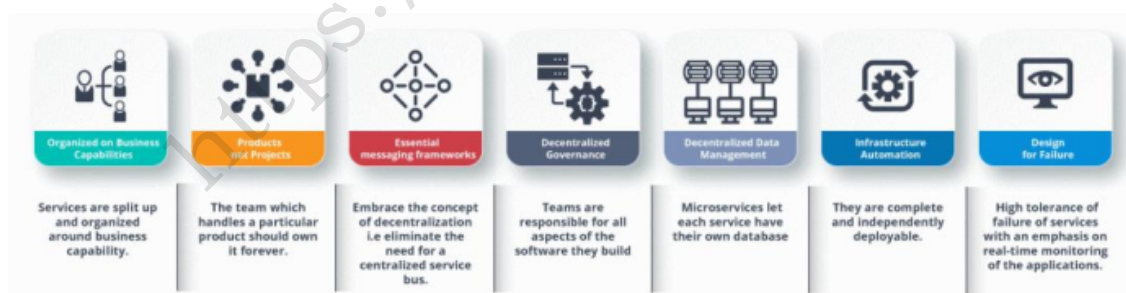 https:/
Organized on Business
Capabilities
Products
not Projects
Essential
messaging frameworks
Decentralized
Governance
Decentralized Data
Management
Infrastructure
Automation
Design
for Failure
Services are split up
and organized
around business
capability.
The team which
handles a particular
product should own
it forever.
Embrace the concept
of decentralization
i.e eliminate the
need for a
centralized service
bus.
Teams are
responsible for all
aspects of the
software they build
Microservices let
each service have
their own database
They are complete
and independently
deployable.
High tolerance of
failure of services
with an emphasis on
real-time monitoring
of the applications.